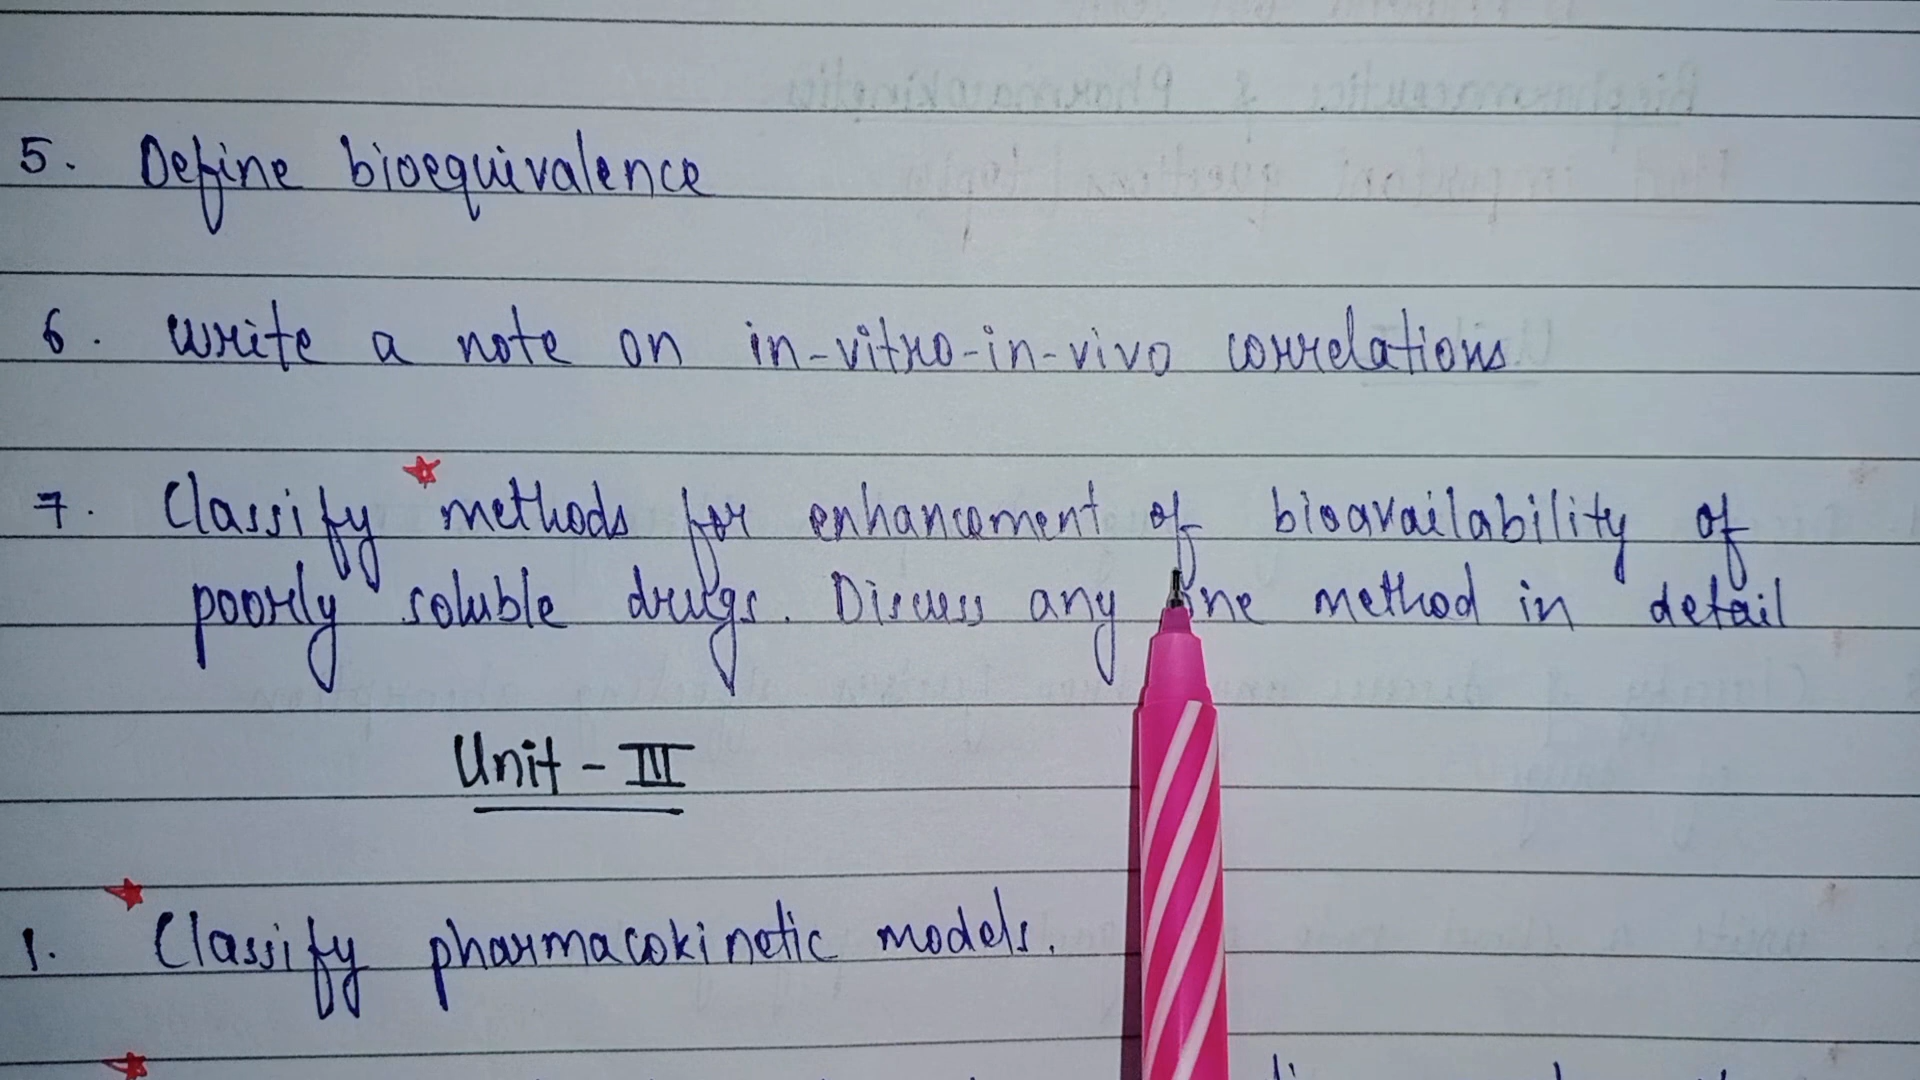 5. Define bioequivalence
6. Write a note on in-vitro-in-vivo correlations
7. Classify methods for enhancement of bioavailability of
poorly soluble drugs. Discuss any one method in detail
Unit - III
1. Classify pharmacokinetic models.